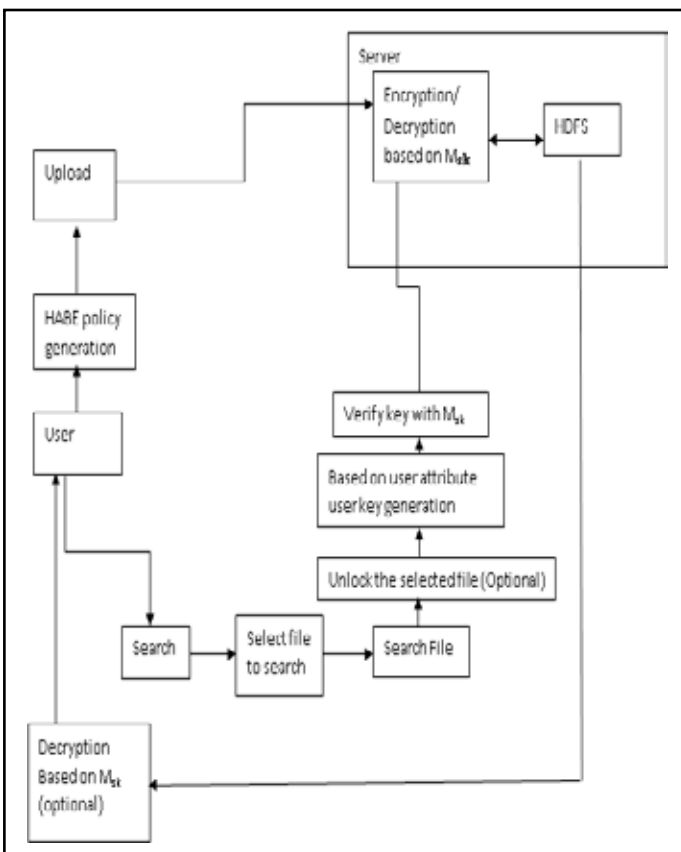 Server
Encryption/
Decryption
based on Msk
HDFS
Upload
HABE policy
generation
User
Verify key with Msk
Based on user attribute
user key generation
Unlock the selected file (Optional)
Search
Select file
to search
Search File
Decryption
Based on Msk
(optional)